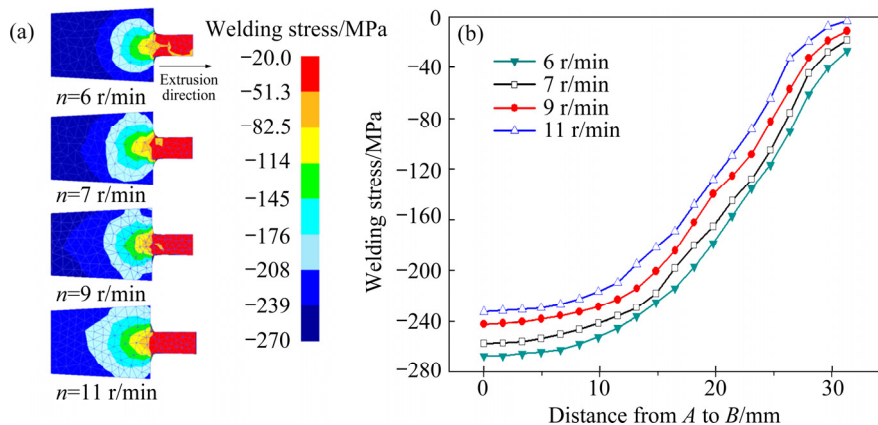 (a)
Welding stress/MPa
−20.0
−51.3
−82.5
−114
−145
−176
−208
−239
−270
Extrusion
direction
n=6 r/min
n=7 r/min
n=9 r/min
n=11 r/min
(b)
6 r/min
7 r/min
9 r/min
11 r/min
Welding stress/MPa
0
−40
−80
−120
−160
−200
−240
−280
0
10
20
30
Distance from A to B/mm